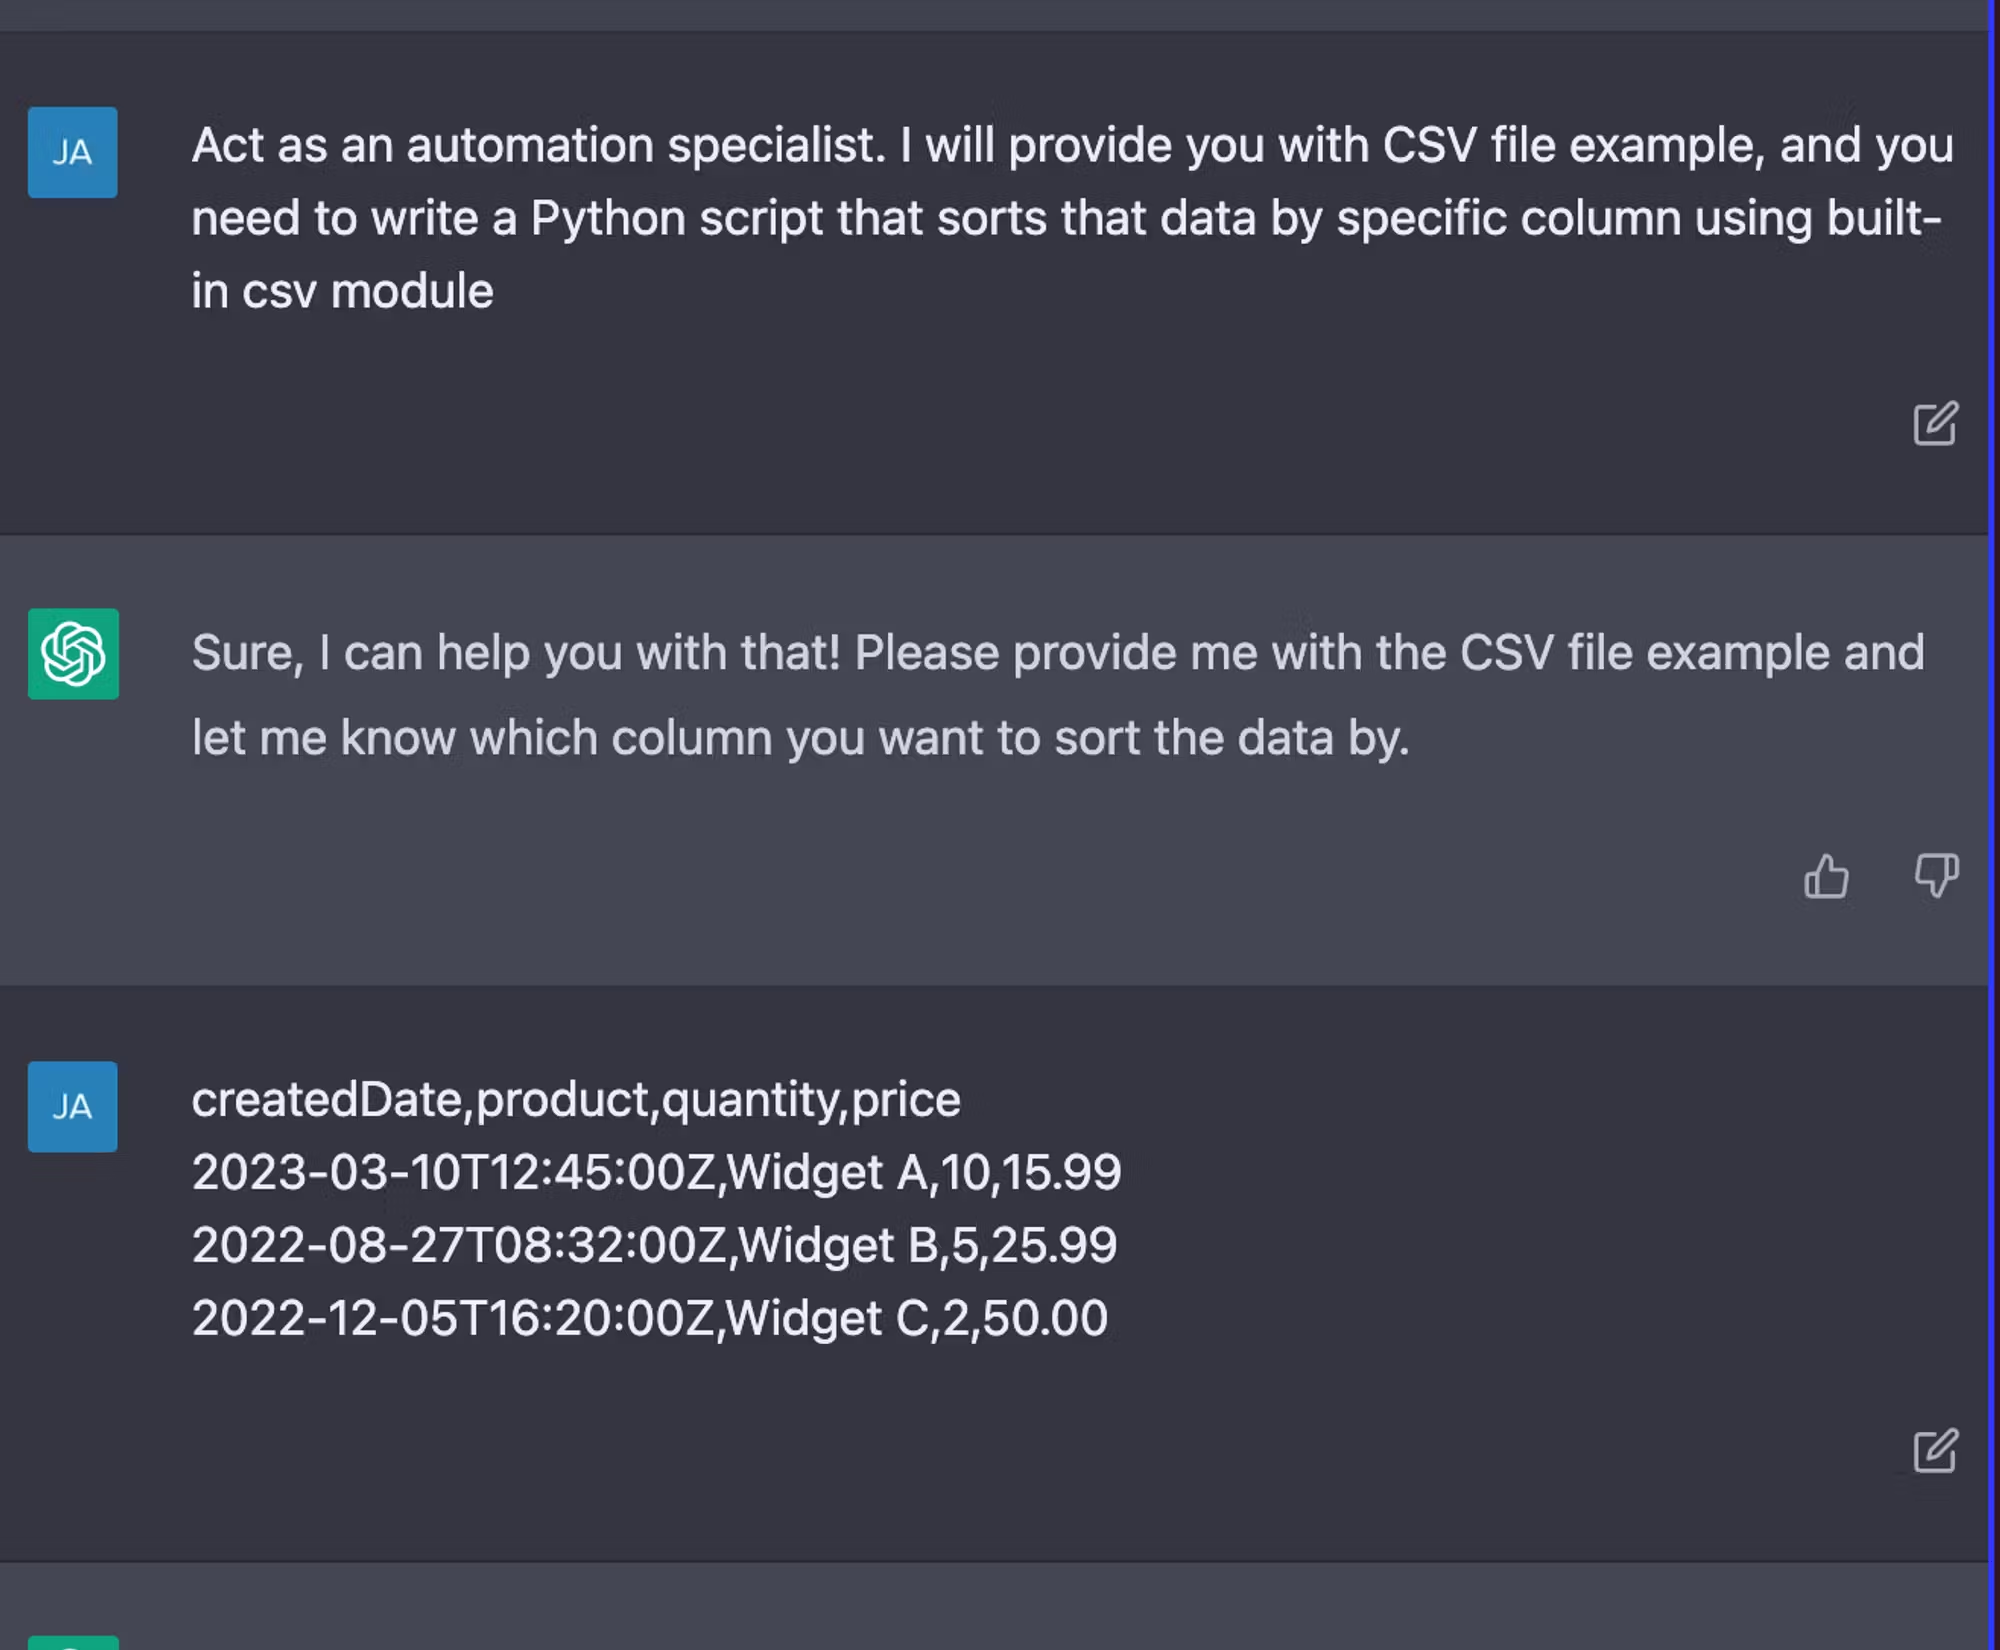 JA
Act as an automation specialist. I will provide you with CSV file example, and you
need to write a Python script that sorts that data by specific column using built-
in csv module
Sure, I can help you with that! Please provide me with the CSV file example and
let me know which column you want to sort the data by.
JA
createdDate,product,quantity,price
2023-03-10T12:45:00Z,Widget A,10,15.99
2022-08-27T08:32:00Z,Widget B,5,25.99
2022-12-05T16:20:00Z,Widget C,2,50.00